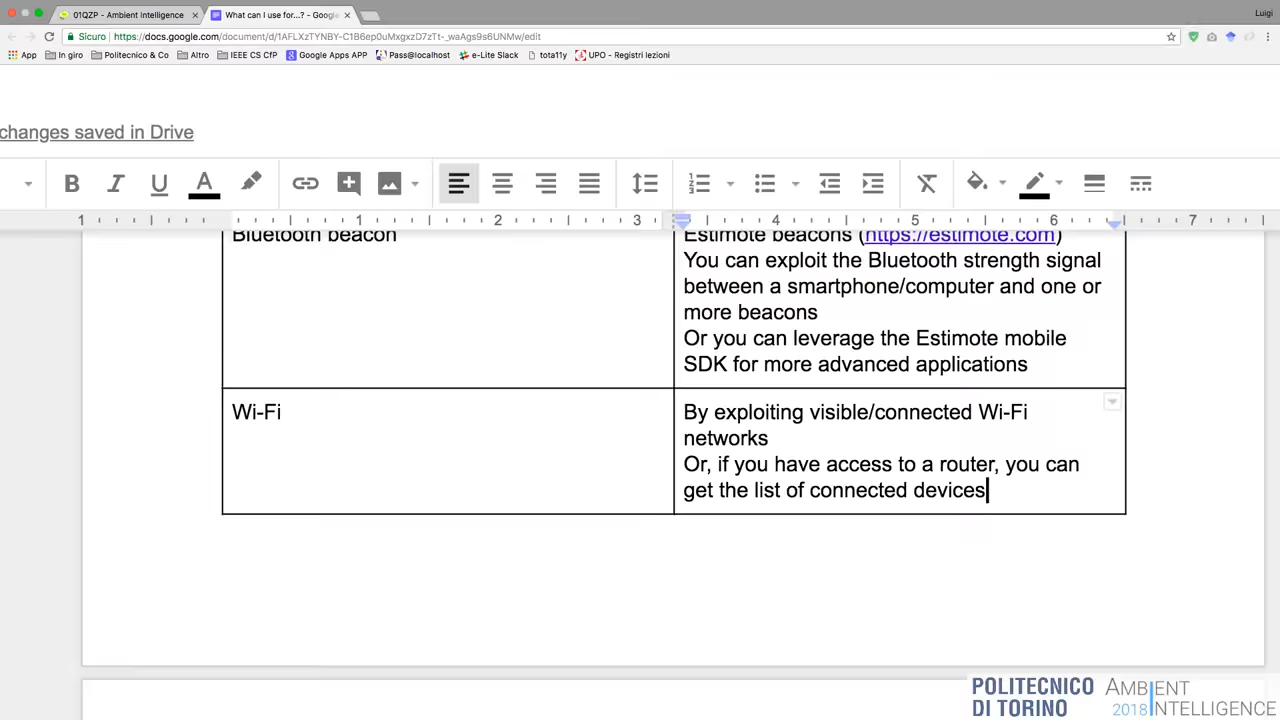 01QZP - Ambient Intelligence
What can I use for...? - Google
Luigi
Sicuro
https://docs.google.com/document/d/1AFLXzTYNBY-C1B6ep0uMxgxzD7zTt-_waAgs9s6UNMw/edit
App
In giro
Politecnico & Co
Altro
IEEE CS CfP
Google Apps APP
Pass@localhost
e-Lite Slack
tota11y
UPO - Registri lezioni
changes saved in Drive
B I U A
1 1 2 3 4 5 6 7
Bluetooth beacon
Estimote beacons (https://estimote.com)
You can exploit the Bluetooth strength signal
between a smartphone/computer and one or
more beacons
Or you can leverage the Estimote mobile
SDK for more advanced applications
Wi-Fi
By exploiting visible/connected Wi-Fi
networks
Or, if you have access to a router, you can
get the list of connected devices
POLITECNICO
DI TORINO
AMBIENT
2018 INTELLIGENCE